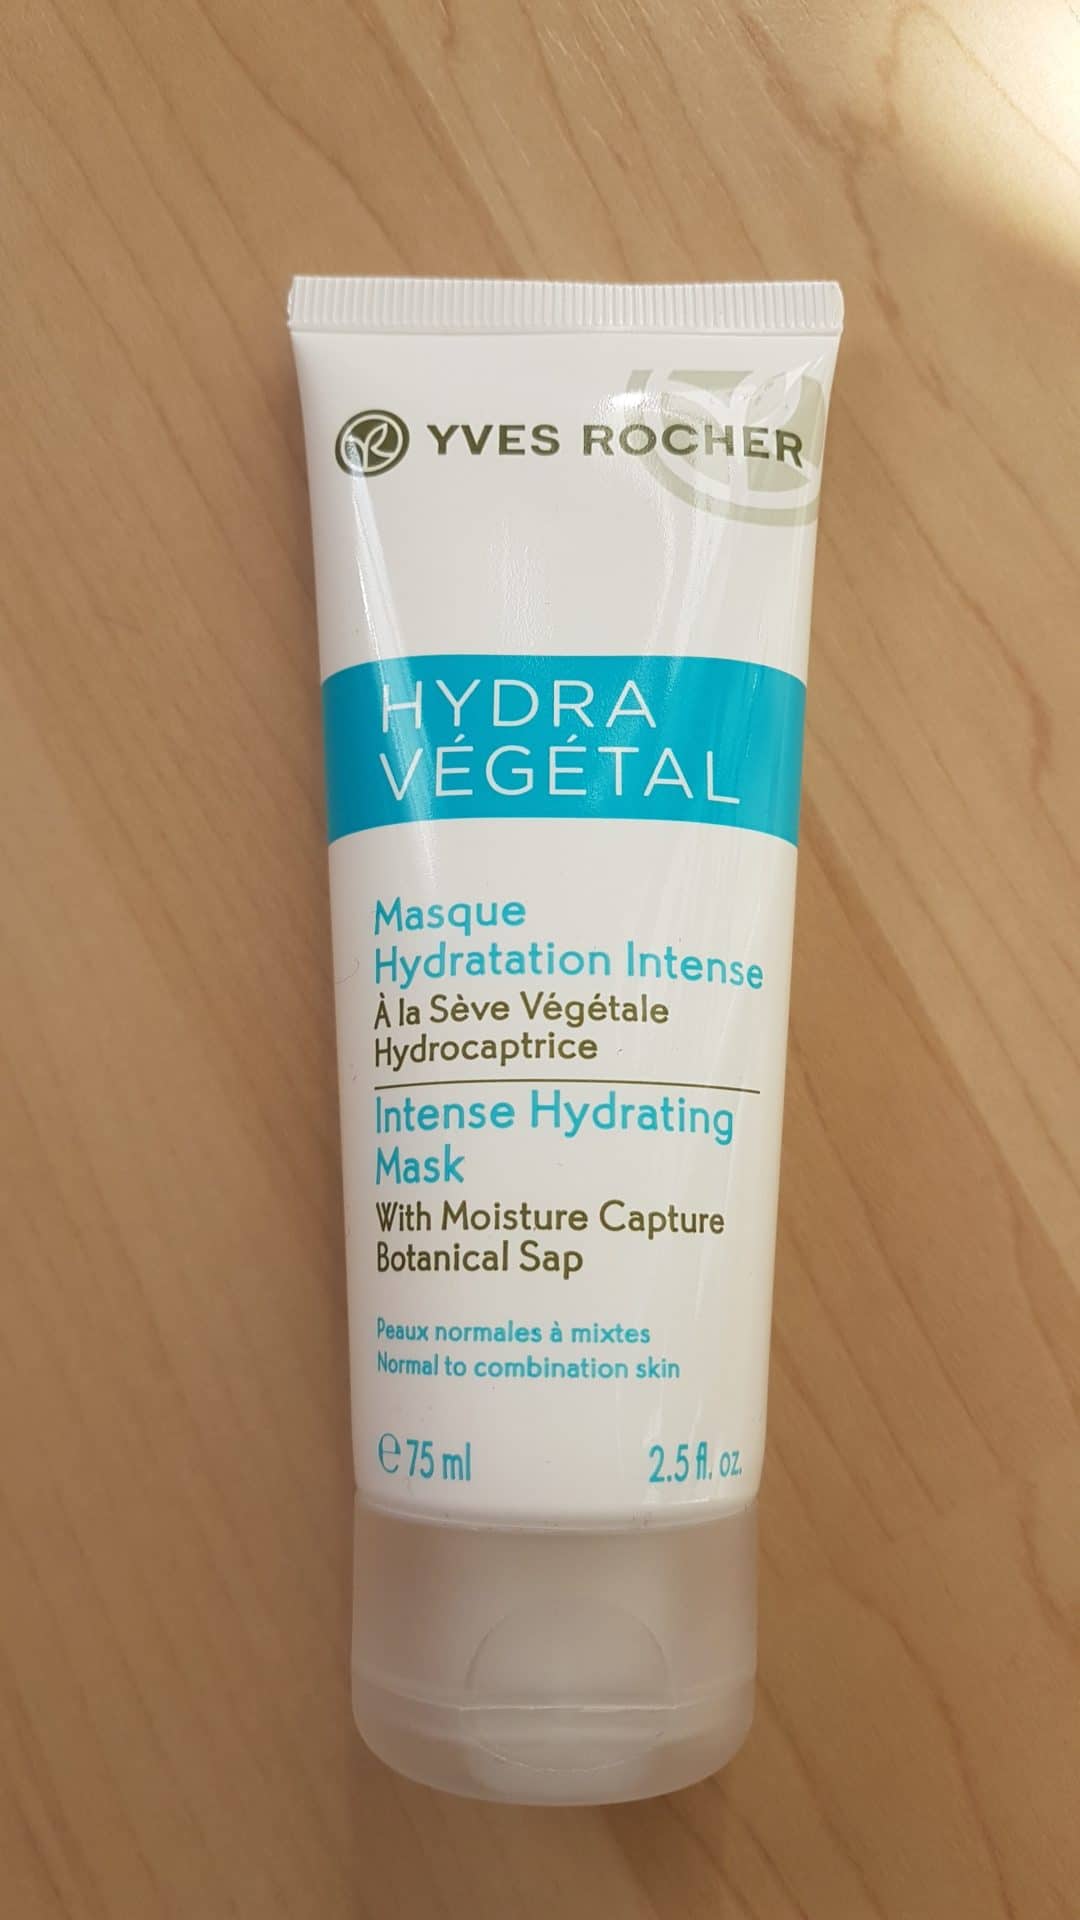 YVES ROCHER
HYDRA
VÉGÉTAL
Masque
Hydratation Intense
À la Sève Végétale
Hydrocaptrice
Intense Hydrating
Mask
With Moisture Capture
Botanical Sap
Peaux normales à mixtes
Normal to combination skin
℮ 75 ml 2.5 fl. oz.